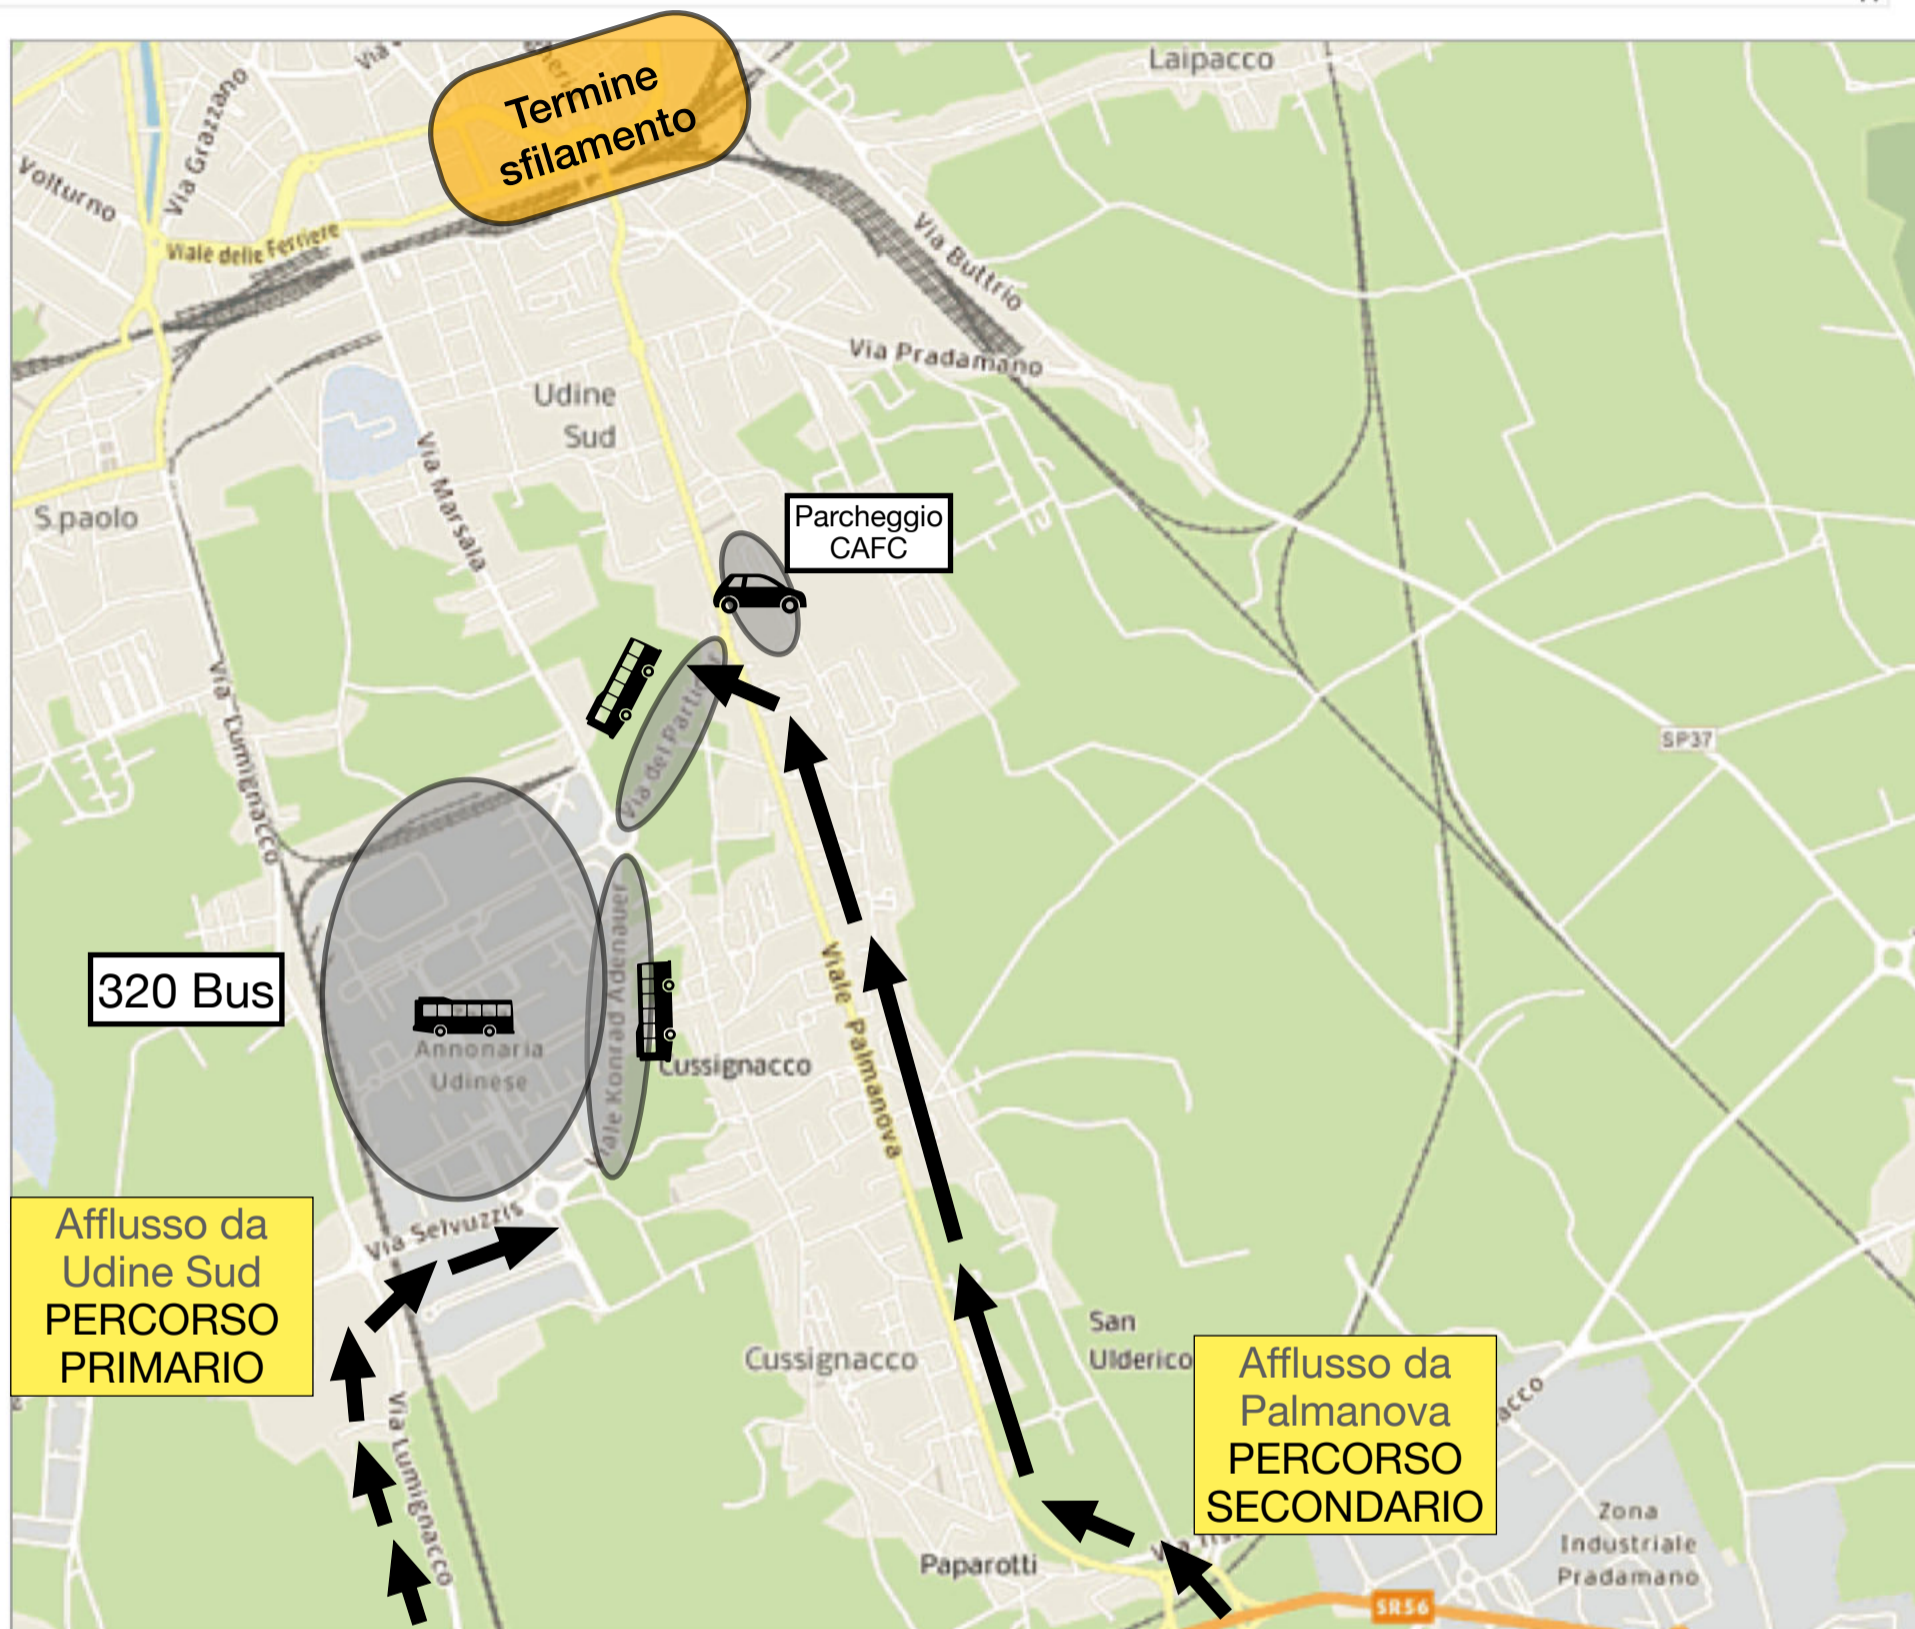 Laipacco
Termine
sfilamento
Via Grazzano
Volturno
Viale delle Ferriere
Via Buttrio
Via Pradamano
Udine
Sud
Via Marsala
S.paolo
Parcheggio
CAFC
Via Lumignacco
Via dei Parti
SP37
320 Bus
Annonaria
Udinese
Viale Konrad Adenauer
Cussignacco
Viale Palmanova
Afflusso da
Udine Sud
PERCORSO
PRIMARIO
Via Selvuzzis
San
Ulderico
Cussignacco
Afflusso da
Palmanova
PERCORSO
SECONDARIO
acco
Via Lumignacco
Zona
Industriale
Pradamano
Paparotti
Via
SR56